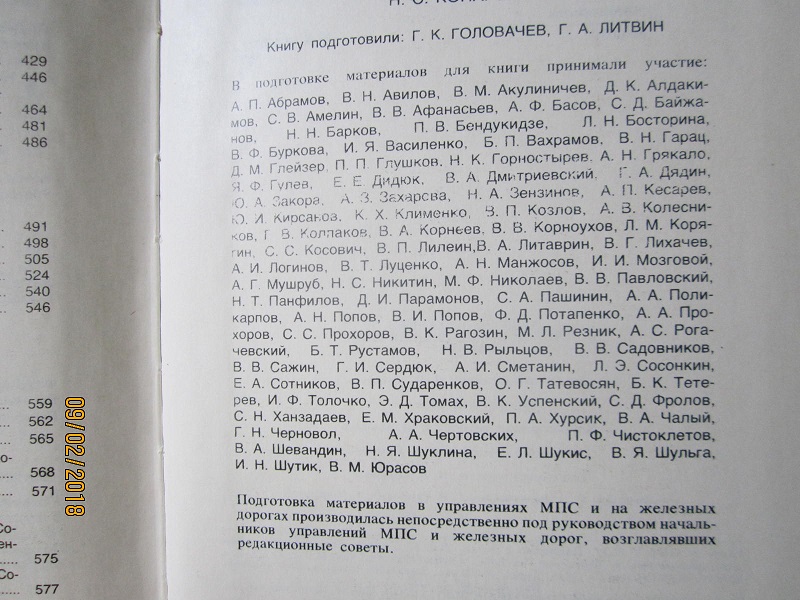 429
446
464
481
486
491
498
505
524
540
546
559
562
565
568
571
575
577
Книгу подготовили: Г. К. ГОЛОВАЧЕВ, Г. А. ЛИТВИН
В подготовке материалов для книги принимали участие:
А. П. Абрамов, В. Н. Авилов, В. М. Акулиничев, Д. К. Алдаки-
мов, С. В. Амелин, В. В. Афанасьев, А. Ф. Басов, С. Д. Байжа-
нов, Н. Н. Барков, П. В. Бендукидзе, Л. Н. Босторина,
В. Ф. Буркова, И. Я. Василенко, Б. П. Вахрамов, В. Н. Гарац,
Д. М. Глейзер, П. П. Глушков, Н. К. Горностырев, А. Н. Грякало,
Я. Ф. Гулев, Е. Е. Дидюк, В. А. Дмитриевский, Г. А. Дядин,
Ю. А. Закора, А. З. Захарова, Н. А. Зензинов, А. П. Кесарев,
Ю. И. Кирсанов, К. Х. Клименко, В. П. Козлов, А. В. Колесни-
ков, Г. В. Колпаков, В. А. Корнеев, В. В. Корноухов, Л. М. Коря-
гин, С. С. Косович, В. П. Лилеин, В. А. Литаврин, В. Г. Лихачев,
А. И. Логинов, В. Т. Луценко, А. Н. Манжосов, И. И. Мозговой,
А. Г. Мушруб, Н. С. Никитин, М. Ф. Николаев, В. В. Павловский,
Н. Т. Панфилов, Д. И. Парамонов, С. А. Пашинин, А. А. Поли-
карпов, А. Н. Попов, В. И. Попов, Ф. Д. Потапенко, А. А. Про-
хоров, С. С. Прохоров, В. К. Рагозин, М. Л. Резник, А. С. Рога-
чевский, Б. Т. Рустамов, Н. В. Рыльцов, В. В. Садовников,
В. В. Сажин, Г. И. Сердюк, А. И. Сметанин, Л. Э. Сосонкин,
Е. А. Сотников, В. П. Сударенков, О. Г. Татевосян, Б. К. Тете-
рев, И. Ф. Толочко, Э. Д. Томах, В. К. Успенский, С. Д. Фролов,
С. Н. Ханзадаев, Е. М. Храковский, П. А. Хурсик, В. А. Чалый,
Г. Н. Черновол, А. А. Чертовских, П. Ф. Чистоклетов,
В. А. Шевандин, Н. Я. Шуклина, Е. Л. Шукис, В. Я. Шульга,
И. Н. Шутик, В. М. Юрасов
Подготовка материалов в управлениях МПС и на железных
дорогах производилась непосредственно под руководством началь-
ников управлений МПС и железных дорог, возглавлявших
редакционные советы.
09/02/2018